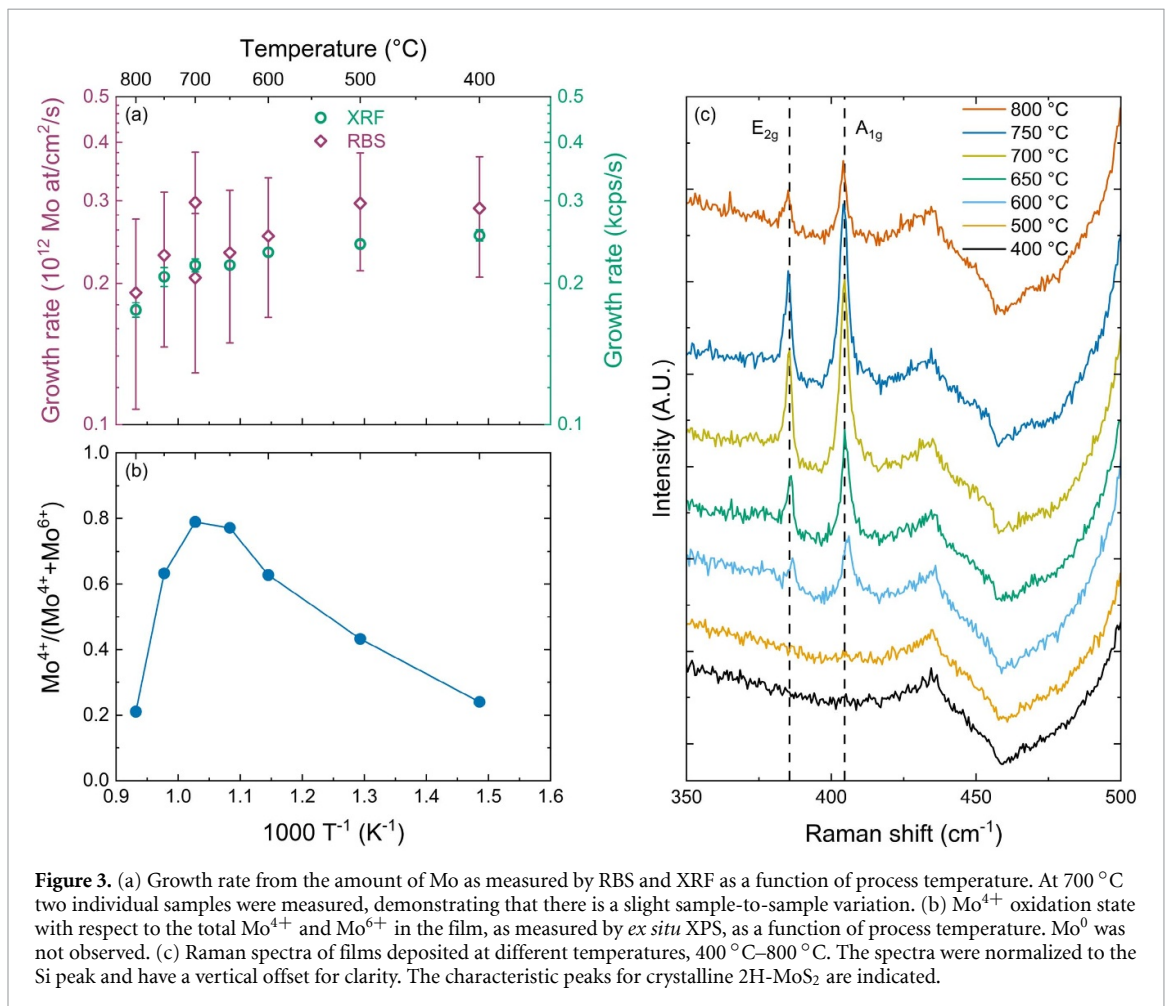 Temperature (°C)
800 700 600 500 400
(a)
XRF
RBS
Growth rate (10¹² Mo at/cm²/s)
0.5
0.4
0.3
0.2
0.1
Growth rate (kcps/s)
0.5
0.4
0.3
0.2
0.1
(b)
Mo⁴⁺/(Mo⁴⁺+Mo⁶⁺)
1.0
0.8
0.6
0.4
0.2
0.0
0.9 1.0 1.1 1.2 1.3 1.4 1.5 1.6
1000 T⁻¹ (K⁻¹)
(c)
E₂g
A₁g
800 °C
750 °C
700 °C
650 °C
600 °C
500 °C
400 °C
Intensity (A.U.)
350 400 450 500
Raman shift (cm⁻¹)
Figure 3. (a) Growth rate from the amount of Mo as measured by RBS and XRF as a function of process temperature. At 700 °C
two individual samples were measured, demonstrating that there is a slight sample-to-sample variation. (b) Mo⁴⁺ oxidation state
with respect to the total Mo⁴⁺ and Mo⁶⁺ in the film, as measured by ex situ XPS, as a function of process temperature. Mo⁰ was
not observed. (c) Raman spectra of films deposited at different temperatures, 400 °C–800 °C. The spectra were normalized to the
Si peak and have a vertical offset for clarity. The characteristic peaks for crystalline 2H-MoS₂ are indicated.